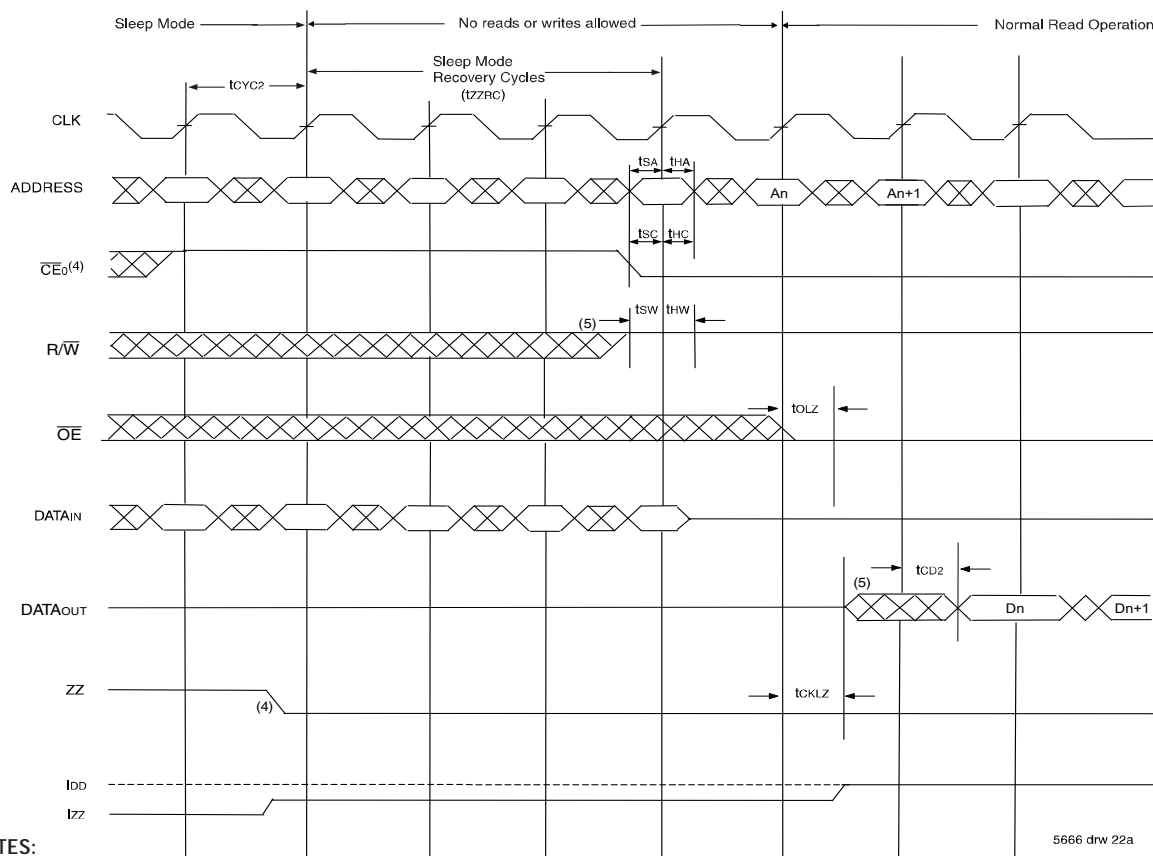 Sleep Mode
No reads or writes allowed
Normal Read Operation
Sleep Mode
Recovery Cycles
(tZZRC)
tCYC2
CLK
tSA tHA
ADDRESS
An
An+1
tSC tHC
CE0(4)
tSW tHW
(5)
R/W
tOLZ
OE
DATAIN
tCD2
(5)
DATAOUT
Dn
Dn+1
ZZ
(4)
tCKLZ
IDD
IZZ
5666 drw 22a
TES: